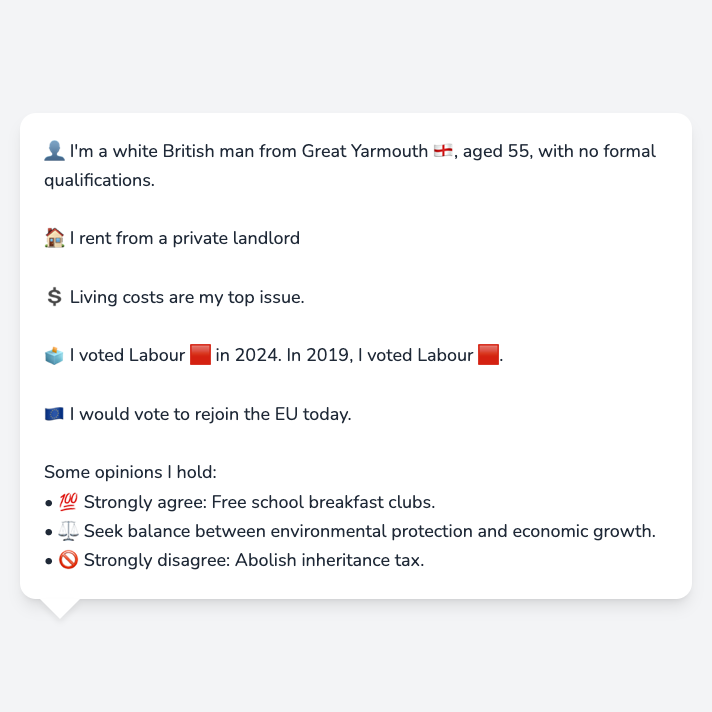 👤 I'm a white British man from Great Yarmouth 🏴󠁧󠁢󠁥󠁮󠁧󠁿, aged 55, with no formal
qualifications.
🏠 I rent from a private landlord
💲 Living costs are my top issue.
🗳️ I voted Labour 🟥 in 2024. In 2019, I voted Labour 🟥.
🇪🇺 I would vote to rejoin the EU today.
Some opinions I hold:
• 💯 Strongly agree: Free school breakfast clubs.
• ⚖️ Seek balance between environmental protection and economic growth.
• 🚫 Strongly disagree: Abolish inheritance tax.